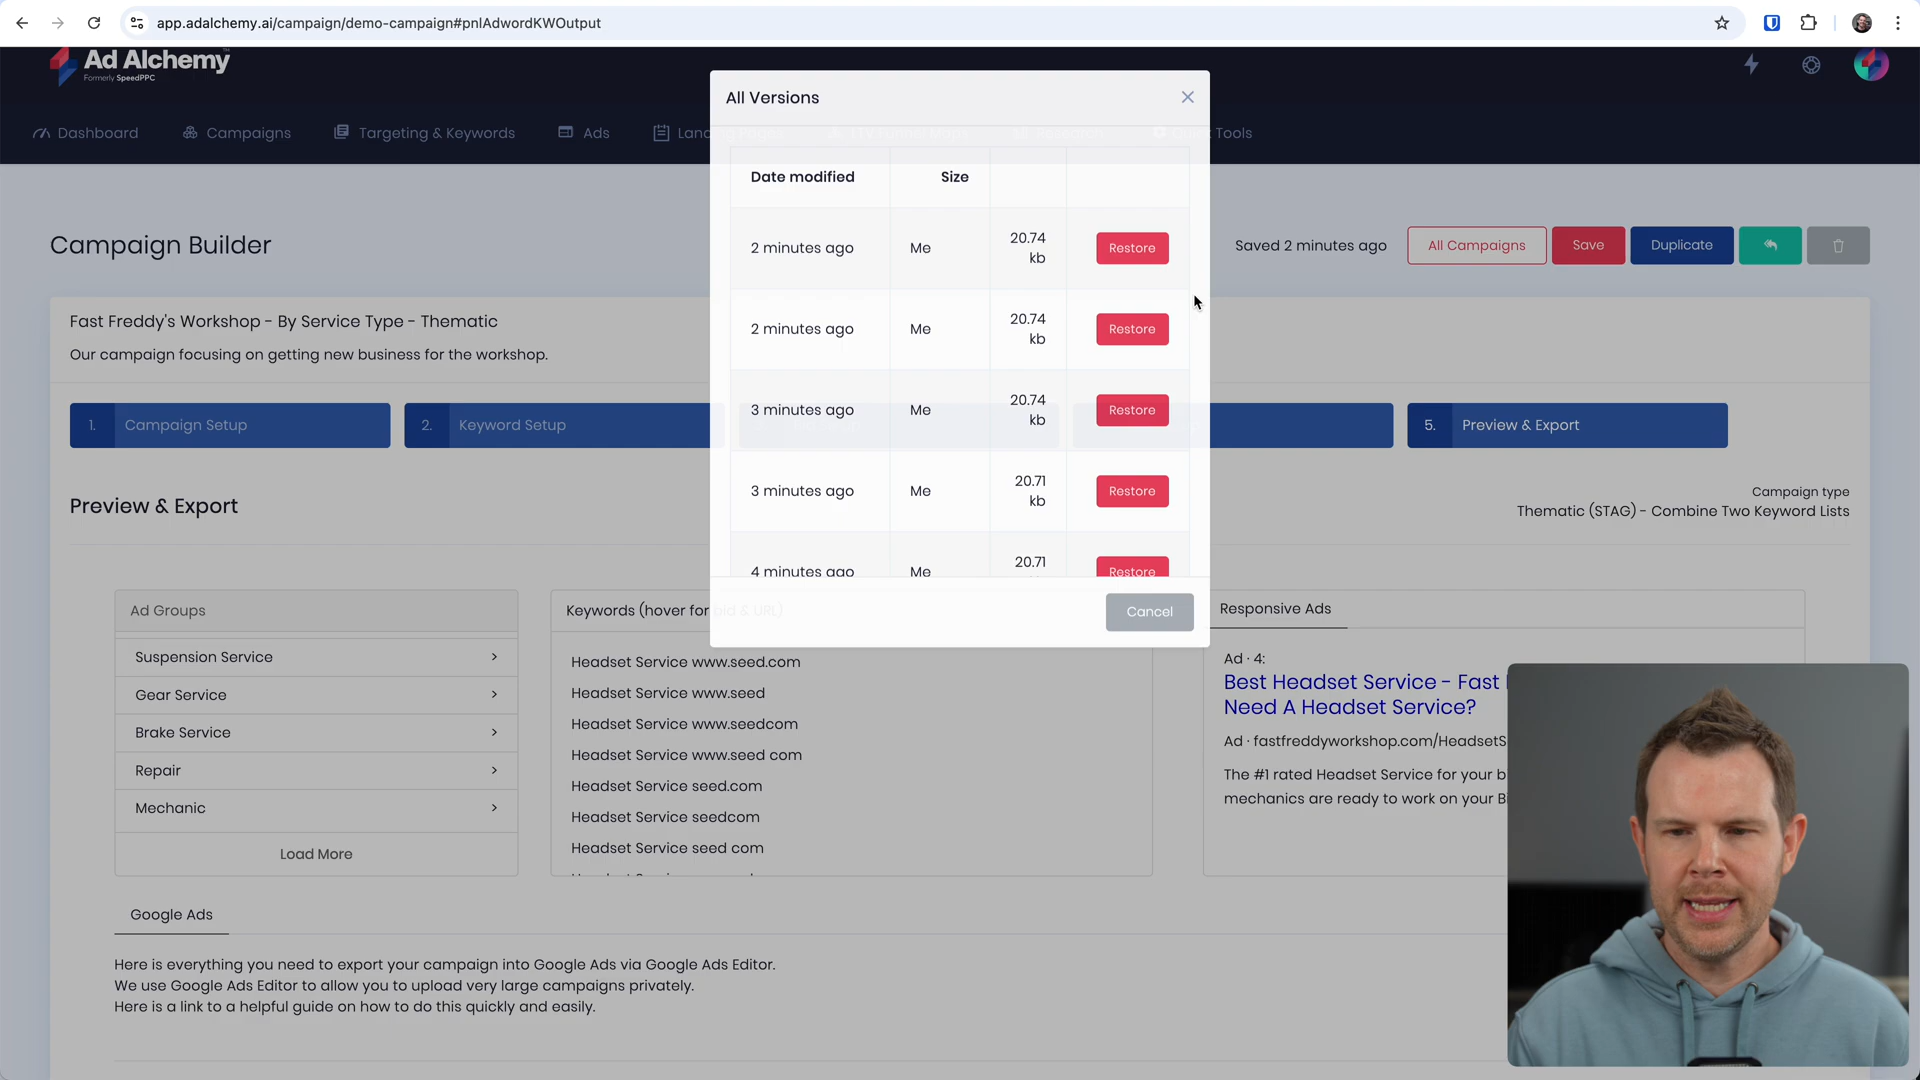 app.adalchemy.ai/campaign/demo-campaign#pnlAdwordKWOutput
Ad Alchemy™
Formerly SpeedPPC
All Versions
Dashboard
Campaigns
Targeting & Keywords
Ads
Tools
Date modified Size
2 minutes ago Me 20.74 kb Restore
2 minutes ago Me 20.74 kb Restore
3 minutes ago Me 20.74 kb Restore
3 minutes ago Me 20.71 kb Restore
4 minutes ago Me 20.71 Restore
Cancel
Campaign Builder
Saved 2 minutes ago
All Campaigns
Save
Duplicate
Fast Freddy's Workshop - By Service Type - Thematic
Our campaign focusing on getting new business for the workshop.
1. Campaign Setup
2. Keyword Setup
5. Preview & Export
Preview & Export
Campaign type
Thematic (STAG) - Combine Two Keyword Lists
Ad Groups
Suspension Service
Gear Service
Brake Service
Repair
Mechanic
Load More
Keywords (hover for bid & URL)
Headset Service www.seed.com
Headset Service www.seed
Headset Service www.seedcom
Headset Service www.seed com
Headset Service seed.com
Headset Service seedcom
Headset Service seed com
Responsive Ads
Ad · 4:
Best Headset Service - Fast
Need A Headset Service?
Ad · fastfreddyworkshop.com/HeadsetS
The #1 rated Headset Service for your b
mechanics are ready to work on your Bi
Google Ads
Here is everything you need to export your campaign into Google Ads via Google Ads Editor.
We use Google Ads Editor to allow you to upload very large campaigns privately.
Here is a link to a helpful guide on how to do this quickly and easily.